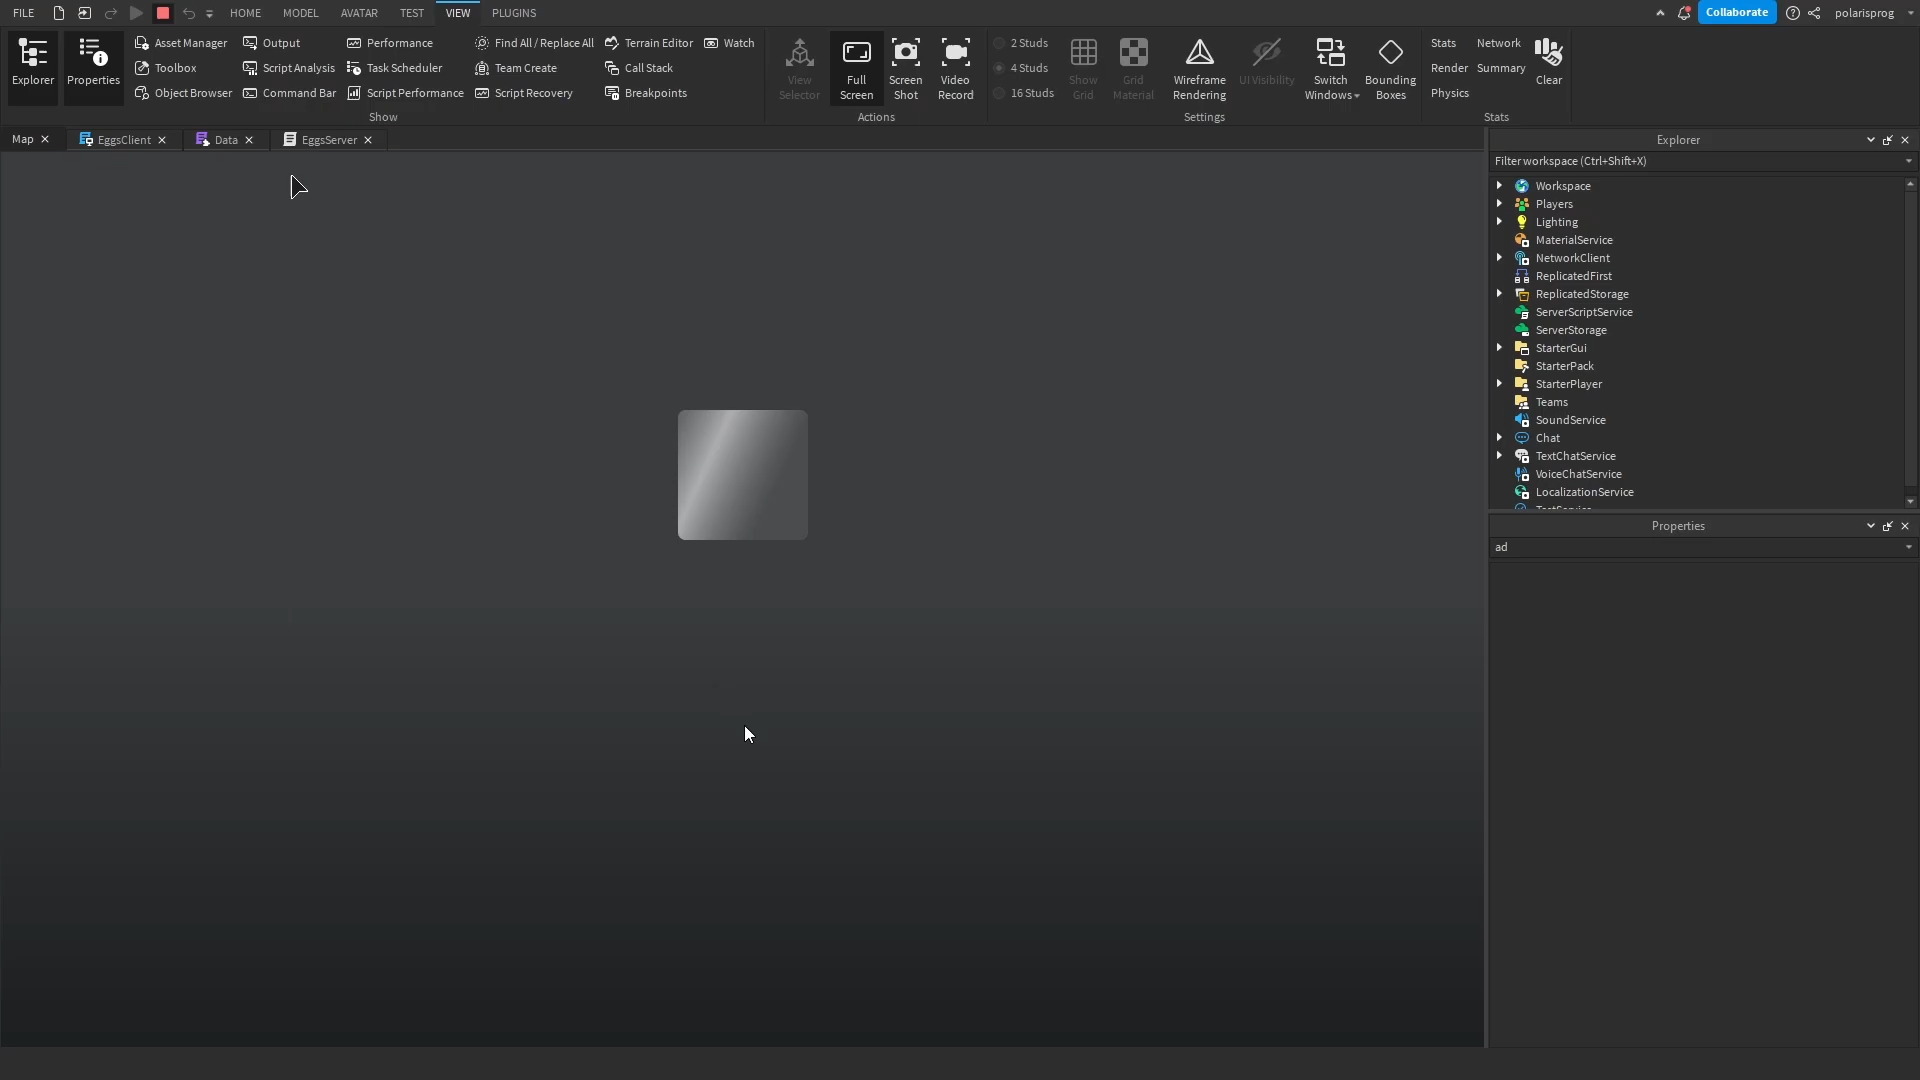 FILE HOME MODEL AVATAR TEST VIEW PLUGINS Collaborate polarisprog
Explorer
Properties
Asset Manager
Toolbox
Object Browser
Output
Script Analysis
Command Bar
Performance
Task Scheduler
Script Performance
Find All / Replace All
Team Create
Script Recovery
Terrain Editor
Call Stack
Breakpoints
Watch
Show
View
Selector
Full
Screen
Screen
Shot
Video
Record
Actions
2 Studs
4 Studs
16 Studs
Show
Grid
Grid
Material
Wireframe
Rendering
UI Visibility
Switch
Windows
Bounding
Boxes
Settings
Stats
Render
Physics
Network
Summary
Clear
Stats
Map EggsClient Data EggsServer
Explorer
Filter workspace (Ctrl+Shift+X)
Workspace
Players
Lighting
MaterialService
NetworkClient
ReplicatedFirst
ReplicatedStorage
ServerScriptService
ServerStorage
StarterGui
StarterPack
StarterPlayer
Teams
SoundService
Chat
TextChatService
VoiceChatService
LocalizationService
TestService
Properties
ad